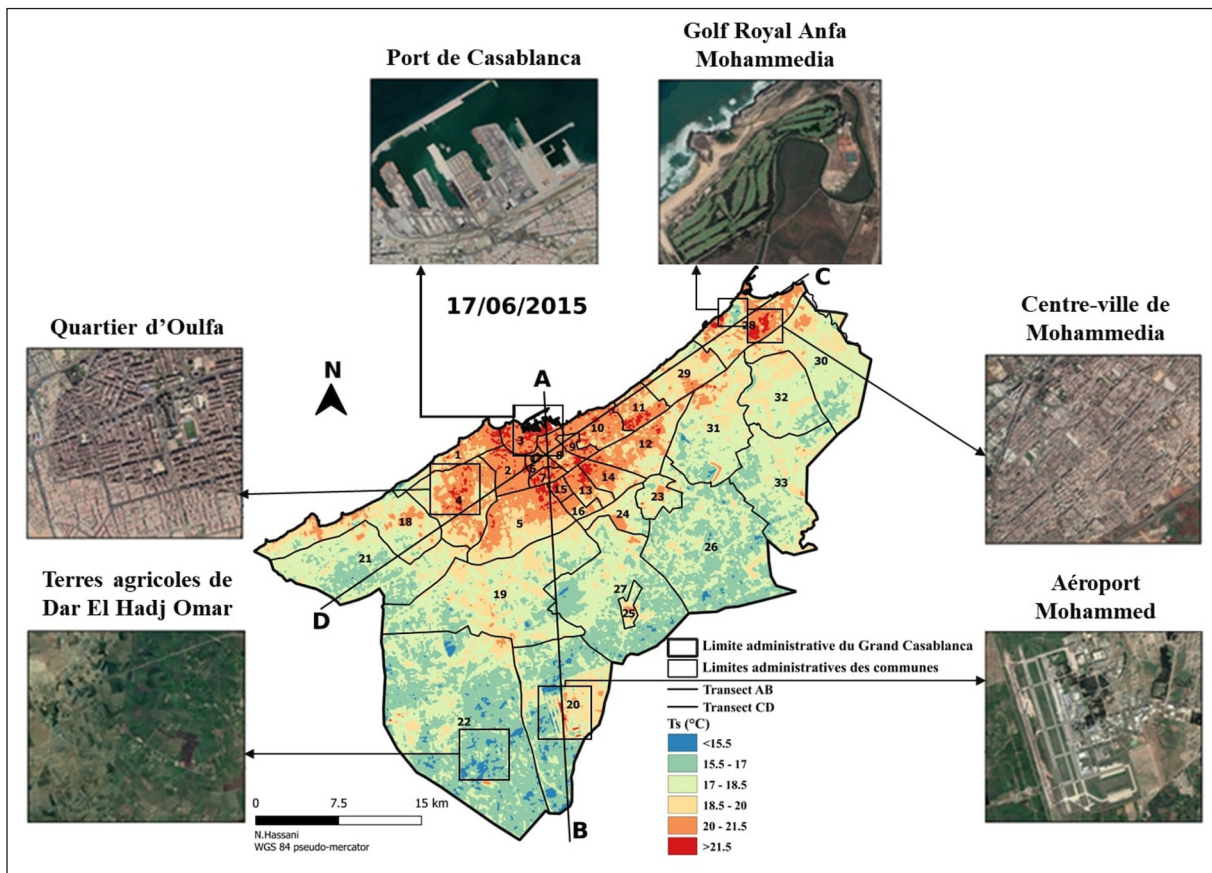 Port de Casablanca
Golf Royal Anfa
Mohammedia
17/06/2015
C
Quartier d'Oulfa
Centre-ville de
Mohammedia
N
A
28
30
29
32
11
10
31
12
3
9
1
8
2
6
7
14
4
15
13
33
23
16
18
5
24
26
21
Terres agricoles de
Dar El Hadj Omar
Aéroport
Mohammed
27
19
25
D
Limite administrative du Grand Casablanca
Limites administratives des communes
Transect AB
Transect CD
20
22
Ts (°C)
<15.5
15.5 - 17
17 - 18.5
18.5 - 20
20 - 21.5
>21.5
0 7.5 15 km
B
N.Hassani
WGS 84 pseudo-mercator